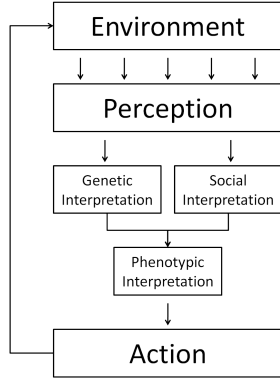 Environment
Perception
Genetic
Interpretation
Social
Interpretation
Phenotypic
Interpretation
Action